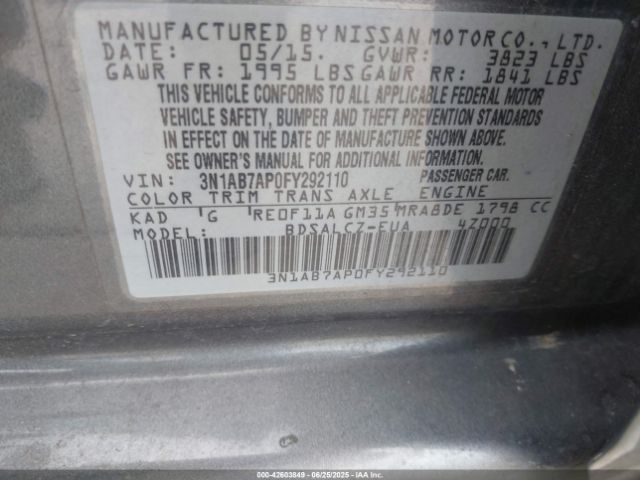 MANUFACTURED BY NISSAN MOTOR CO., LTD.
DATE: 05/15. GVWR: 3823 LBS
GAWR FR: 1995 LBS GAWR RR: 1841 LBS
THIS VEHICLE CONFORMS TO ALL APPLICABLE FEDERAL MOTOR
VEHICLE SAFETY, BUMPER AND THEFT PREVENTION STANDARDS
IN EFFECT ON THE DATE OF MANUFACTURE SHOWN ABOVE.
SEE OWNER'S MANUAL FOR ADDITIONAL INFORMATION.
VIN: 3N1AB7AP0FY292110 PASSENGER CAR.
COLOR TRIM TRANS AXLE ENGINE
KAD G RE0F11A GM35 MRA8DE 1798 CC
MODEL: BDSALCZ-EUA 4Z000
3N1AB7AP0FY292110
00-42603849 | 06/25/2025 | IAAI.COM